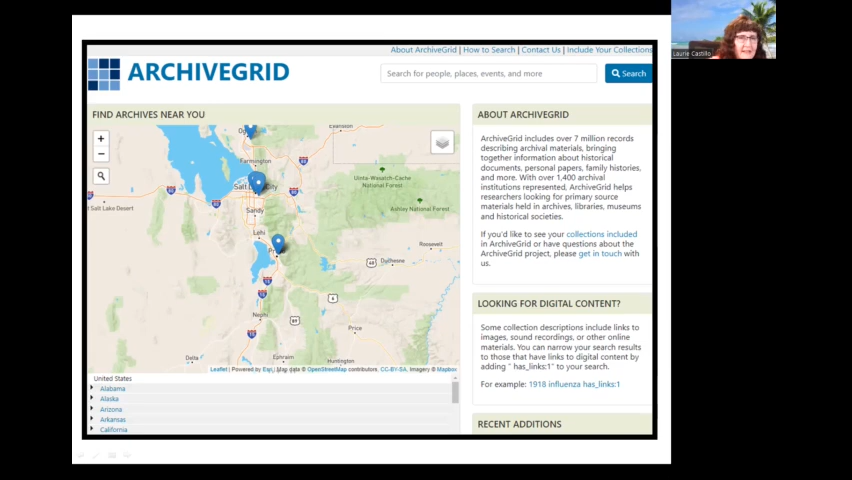 About ArchiveGrid | How to Search | Contact Us | Include Your Collections
ARCHIVEGRID
Search for people, places, events, and more
Search
FIND ARCHIVES NEAR YOU
+
−
Evanston
Farmington
Salt Lake City
t Salt Lake Desert
Sandy
Lehi
Uinta-Wasatch-Cache
National Forest
Ashley National Forest
Roosevelt
Duchesne
Nephi
Price
Delta
Ephraim
Huntington
Leaflet | Powered by Esri | Map data © OpenStreetMap contributors, CC-BY-SA, Imagery © Mapbox
United States
Alabama
Alaska
Arizona
Arkansas
California
ABOUT ARCHIVEGRID
ArchiveGrid includes over 7 million records
describing archival materials, bringing
together information about historical
documents, personal papers, family histories,
and more. With over 1,400 archival
institutions represented, ArchiveGrid helps
researchers looking for primary source
materials held in archives, libraries, museums
and historical societies.
If you'd like to see your collections included
in ArchiveGrid or have questions about the
ArchiveGrid project, please get in touch with
us.
LOOKING FOR DIGITAL CONTENT?
Some collection descriptions include links to
images, sound recordings, or other online
materials. You can narrow your search results
to those that have links to digital content by
adding " has_links:1" to your search.
For example: 1918 influenza has_links:1
RECENT ADDITIONS
Laurie Castillo